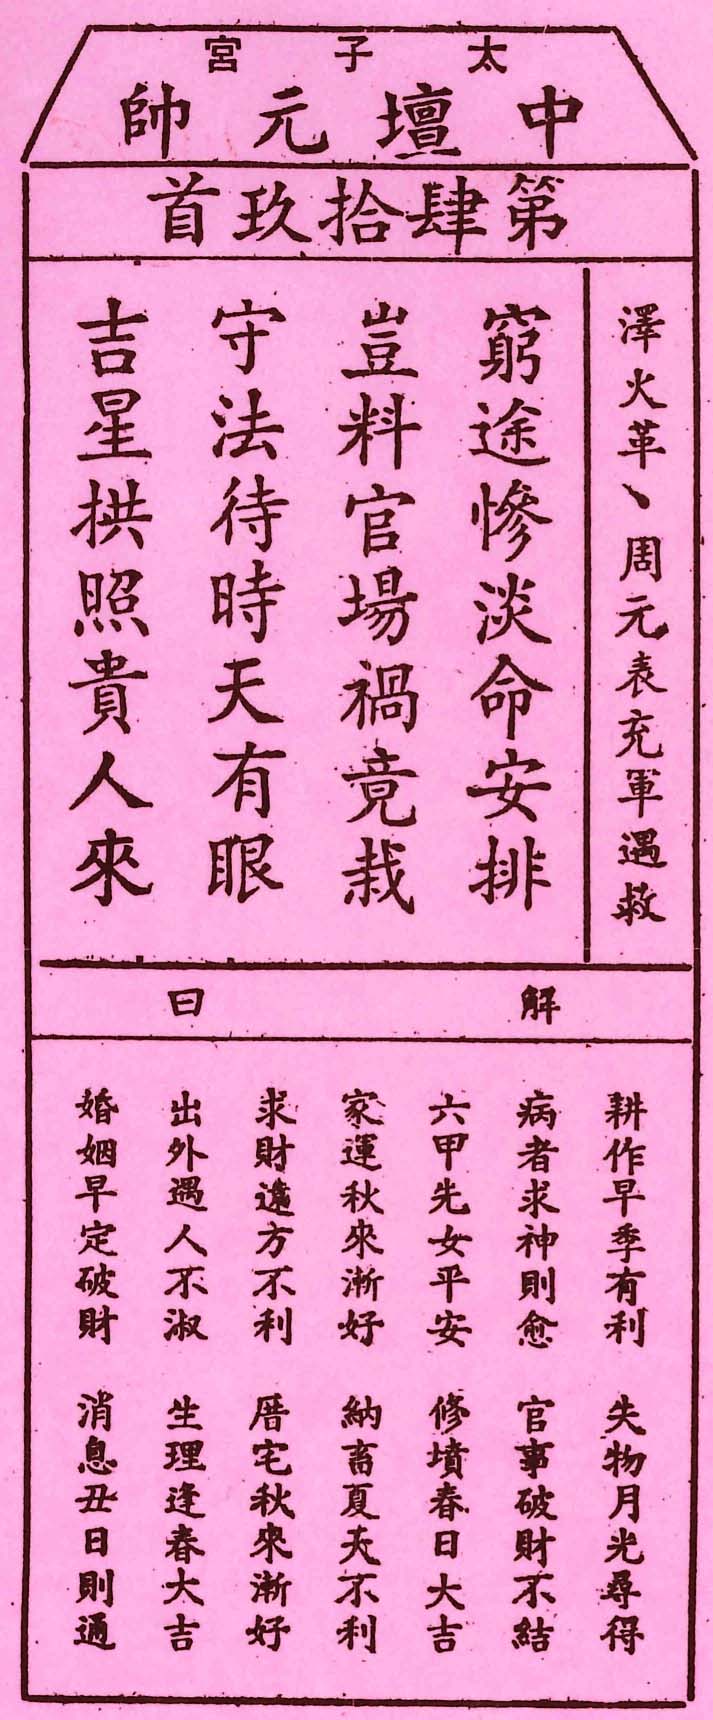 太子宮
中壇元帥
第肆拾玖首
澤火革、周元表充軍遇救
窮途慘淡命安排
豈料官場禍竟栽
守法待時天有眼
吉星拱照貴人來
解曰
耕作早季有利
失物月光尋得
病者求神則愈
官事破財不結
六甲先女平安
修墳春日大吉
家運秋來漸好
納畜夏天不利
求財遠方不利
厝宅秋來漸好
出外遇人不淑
生理逢春大吉
婚姻早定破財
消息丑日則通